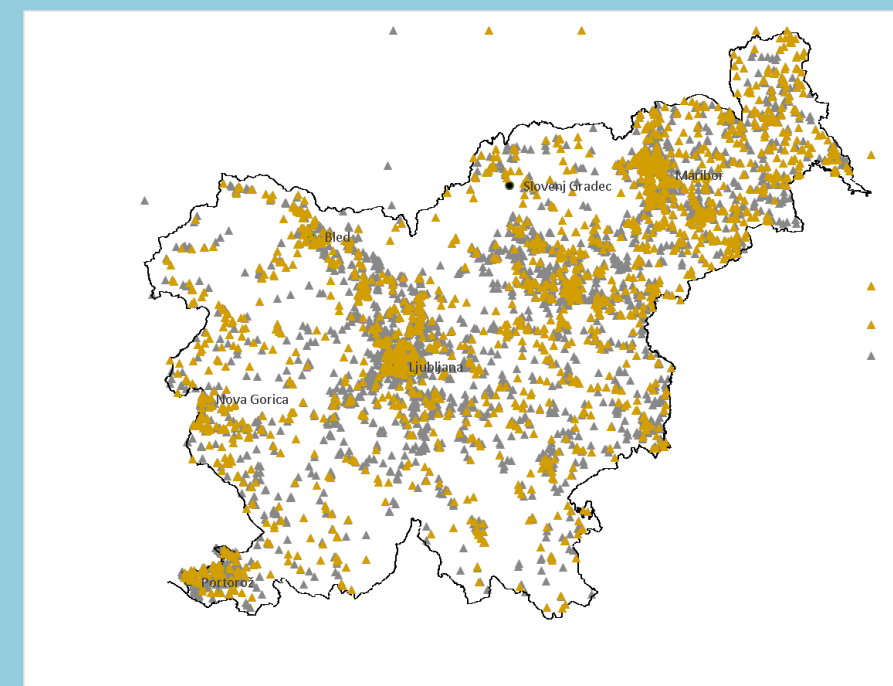 Maribor
Slovenj Gradec
Bled
Ljubljana
Nova Gorica
Portorož